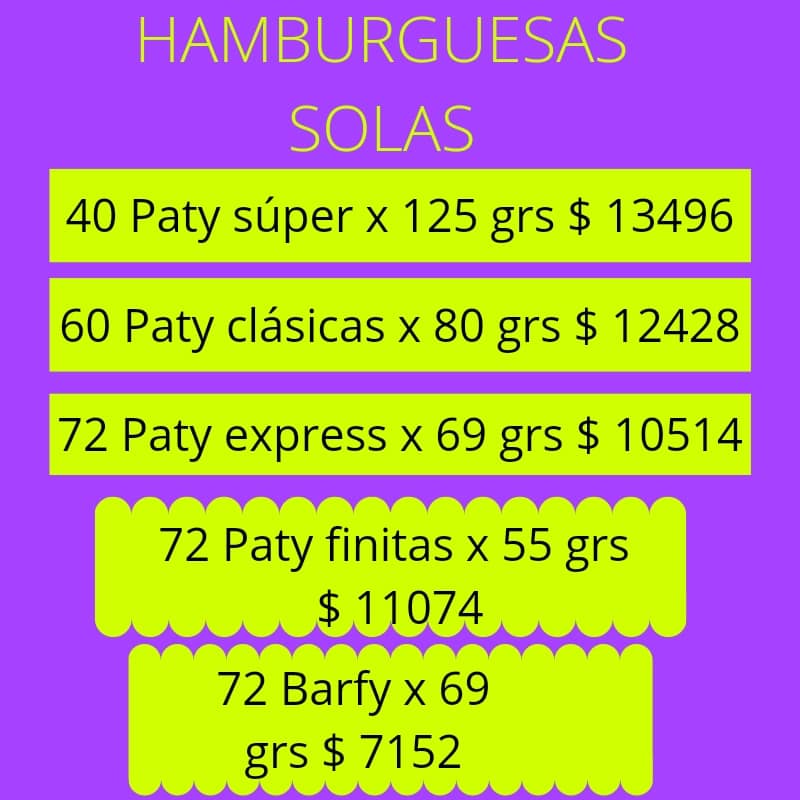 HAMBURGUESAS
SOLAS
40 Paty súper x 125 grs $ 13496
60 Paty clásicas x 80 grs $ 12428
72 Paty express x 69 grs $ 10514
72 Paty finitas x 55 grs
$ 11074
72 Barfy x 69
grs $ 7152